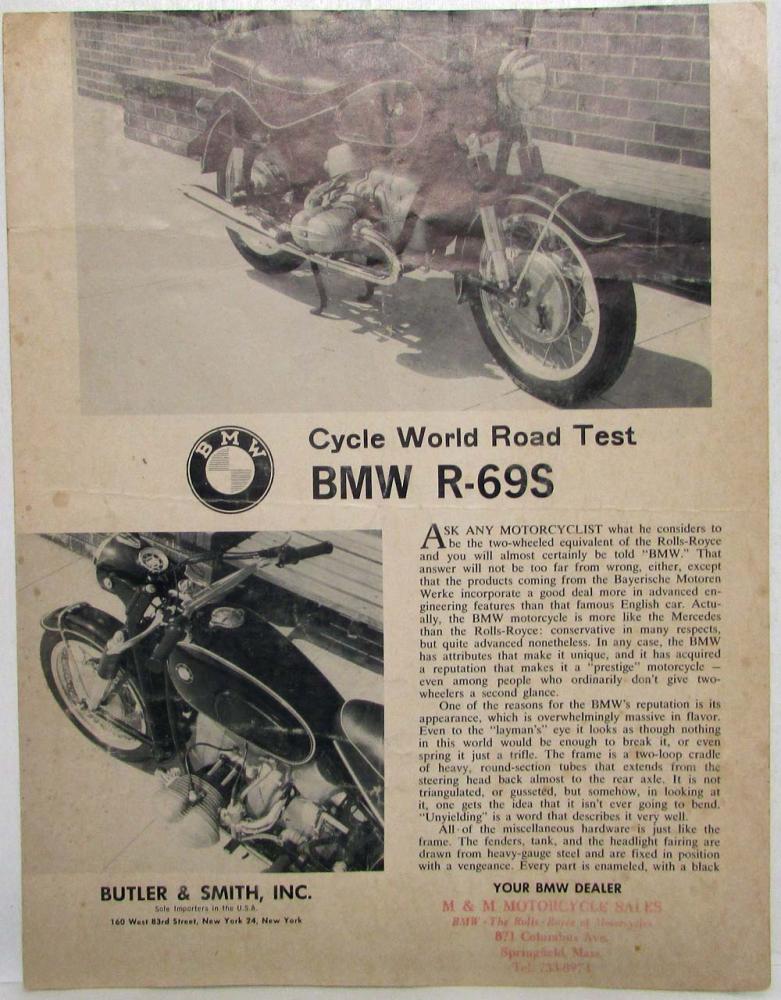 BMW
Cycle World Road Test
BMW R-69S
ASK ANY MOTORCYCLIST what he considers to
be the two-wheeled equivalent of the Rolls-Royce
and you will almost certainly be told "BMW." That
answer will not be too far from wrong, either, except
that the products coming from the Bayerische Motoren
Werke incorporate a good deal more in advanced en-
gineering features than that famous English car. Actu-
ally, the BMW motorcycle is more like the Mercedes
than the Rolls-Royce: conservative in many respects,
but quite advanced nonetheless. In any case, the BMW
has attributes that make it unique, and it has acquired
a reputation that makes it a "prestige" motorcycle —
even among people who ordinarily don't give two-
wheelers a second glance.
One of the reasons for the BMW's reputation is its
appearance, which is overwhelmingly massive in flavor.
Even to the "layman's" eye it looks as though nothing
in this world would be enough to break it, or even
spring it just a trifle. The frame is a two-loop cradle
of heavy, round-section tubes that extends from the
steering head back almost to the rear axle. It is not
triangulated, or gusseted, but somehow, in looking at
it, one gets the idea that it isn't ever going to bend.
"Unyielding" is a word that describes it very well.
All of the miscellaneous hardware is just like the
frame. The fenders, tank, and the headlight fairing are
drawn from heavy-gauge steel and are fixed in position
with a vengeance. Every part is enameled, with a black
BUTLER & SMITH, INC.
Sole Importers in the U.S.A.
160 West 83rd Street, New York 24, New York
YOUR BMW DEALER
M & M MOTORCYCLE SALES
BMW - The Rolls-Royce of Motorcycles
871 Columbus Ave.
Springfield, Mass.
Tel: 733-8974